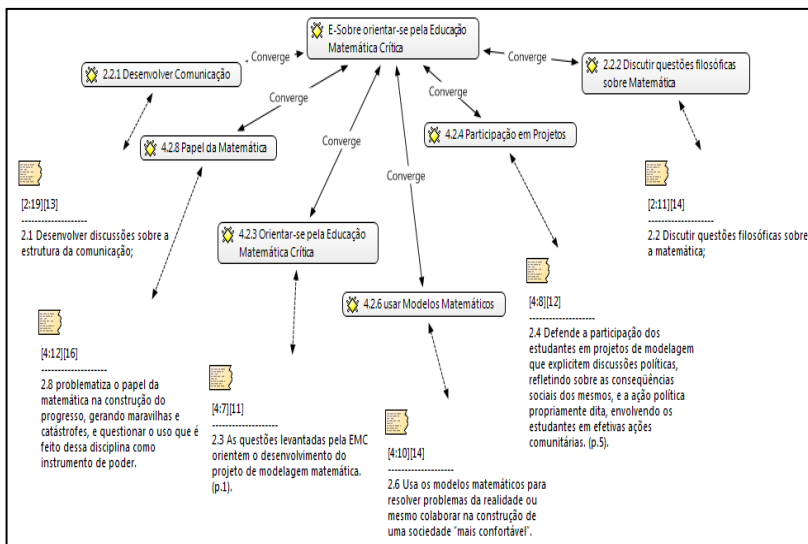 E-Sobre orientar-se pela Educação
Matemática Crítica
Converge
Converge
2.2.1 Desenvolver Comunicação
2.2.2 Discutir questões filosóficas
sobre Matemática
Converge
Converge
4.2.8 Papel da Matemática
4.2.4 Participação em Projetos
Converge
Converge
4.2.3 Orientar-se pela Educação
Matemática Crítica
4.2.6 usar Modelos Matemáticos
[2:19][13]
--------------------
2.1 Desenvolver discussões sobre a
estrutura da comunicação;
[2:11][14]
--------------------
2.2 Discutir questões filosóficas sobre
a matemática;
[4:12][16]
--------------------
2.8 problematiza o papel da
matemática na construção do
progresso, gerando maravilhas e
catástrofes, e questionar o uso que é
feito dessa disciplina como
instrumento de poder.
[4:7][11]
--------------------
2.3 As questões levantadas pela EMC
orientem o desenvolvimento do
projeto de modelagem matemática.
(p.1).
[4:10][14]
--------------------
2.6 Usa os modelos matemáticos para
resolver problemas da realidade ou
mesmo colaborar na construção de
uma sociedade "mais confortável".
[4:8][12]
--------------------
2.4 Defende a participação dos
estudantes em projetos de modelagem
que explicitem discussões políticas,
refletindo sobre as conseqüências
sociais dos mesmos, e a ação política
propriamente dita, envolvendo os
estudantes em efetivas ações
comunitárias. (p.5).